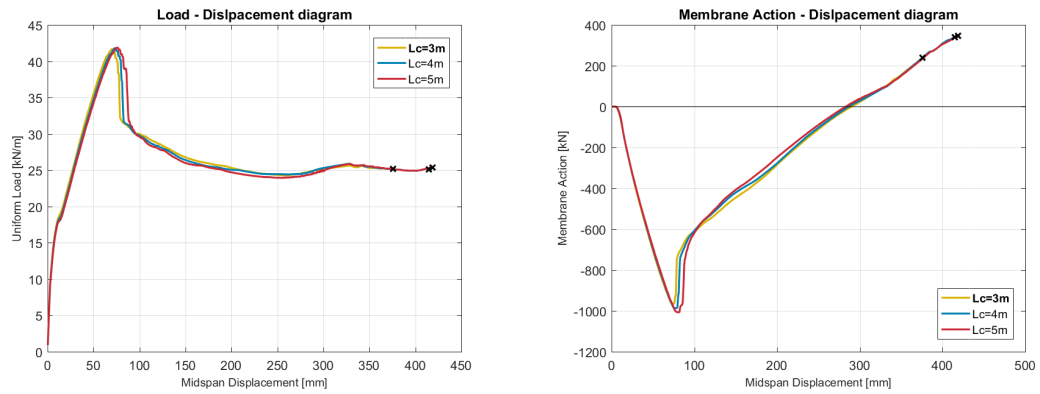 Load - Dislpacement diagram
45
40
35
30
25
20
15
10
5
0
Uniform Load [kN/m]
0 50 100 150 200 250 300 350 400 450
Midspan Displacement [mm]
Lc=3m
Lc=4m
Lc=5m
Membrane Action - Dislpacement diagram
400
200
0
-200
-400
-600
-800
-1000
-1200
Membrane Action [kN]
0 100 200 300 400 500
Midspan Displacement [mm]
Lc=3m
Lc=4m
Lc=5m